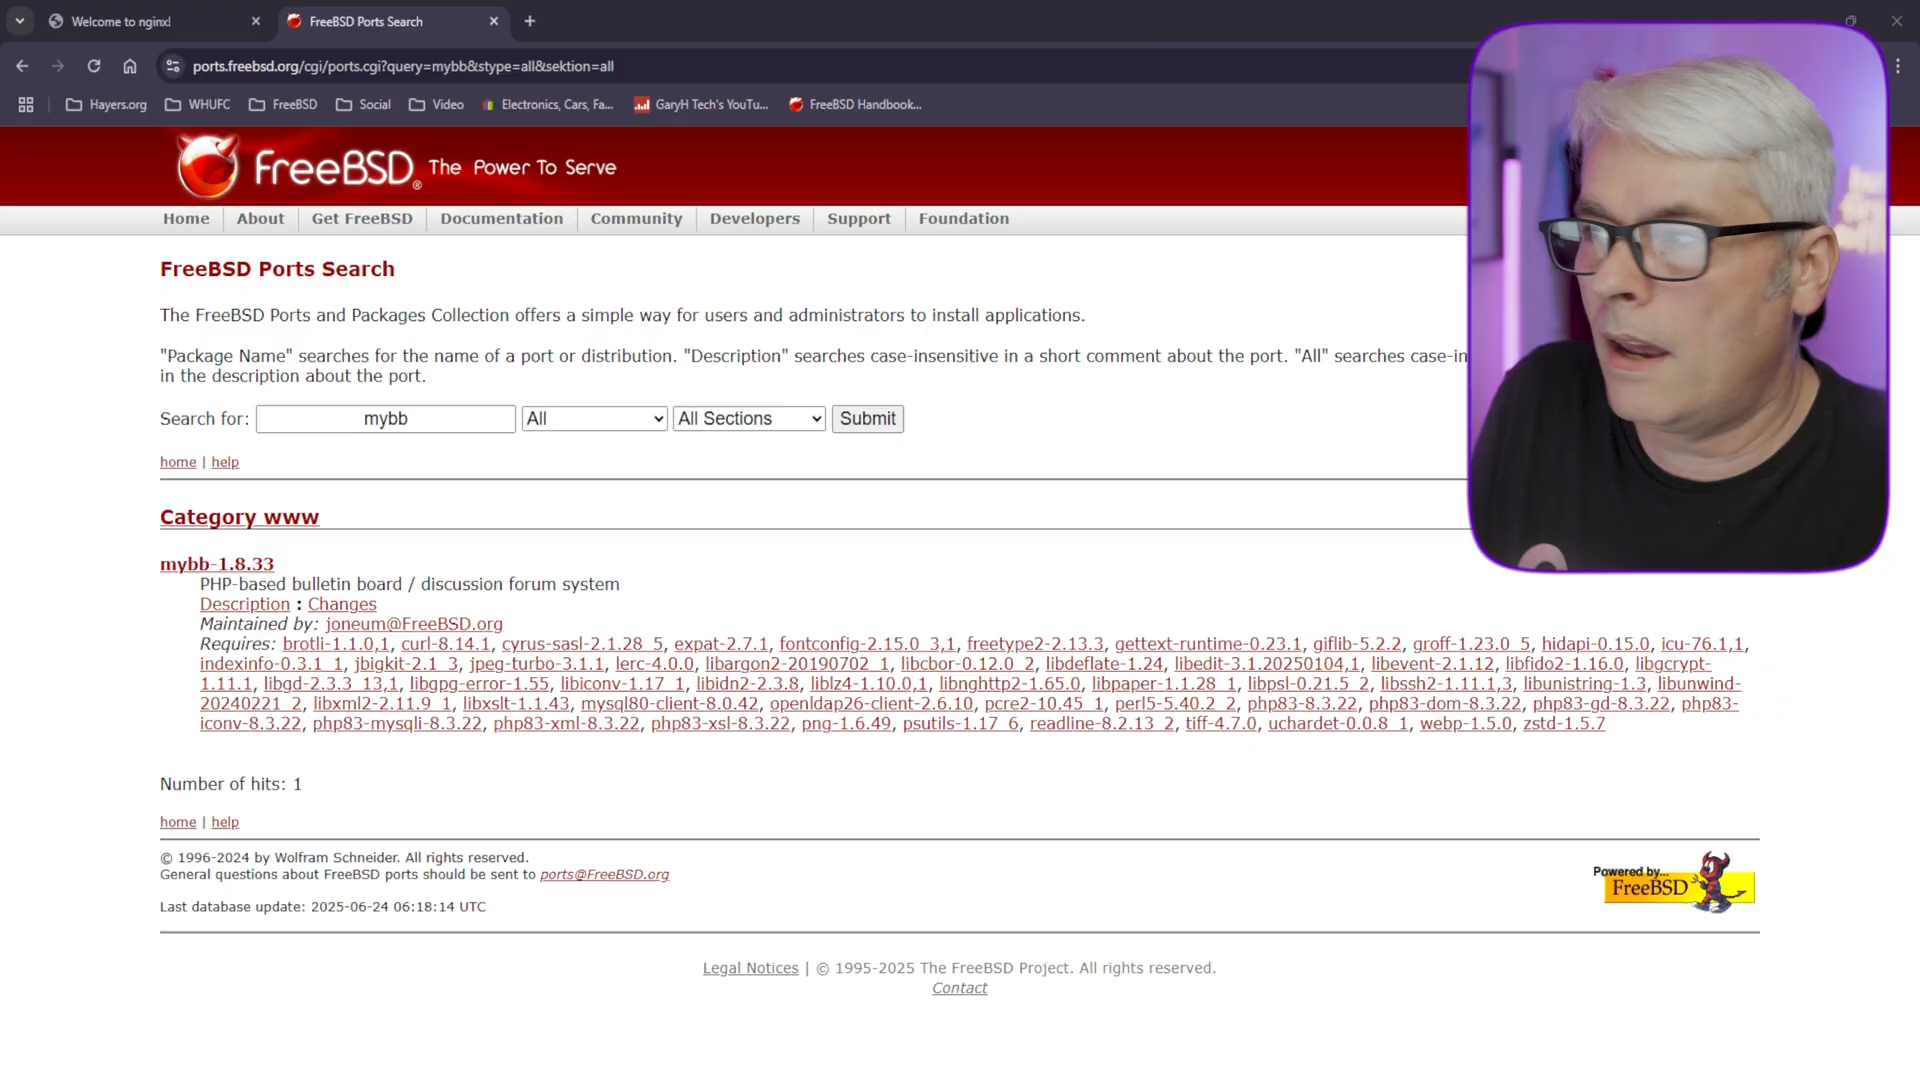 Welcome to nginx!
FreeBSD Ports Search
ports.freebsd.org/cgi/ports.cgi?query=mybb&stype=all&sektion=all
Hayers.org
WHUFC
FreeBSD
Social
Video
Electronics, Cars, Fa...
GaryH Tech's YouTu...
FreeBSD Handbook...
FreeBSD® The Power To Serve
Home
About
Get FreeBSD
Documentation
Community
Developers
Support
Foundation
FreeBSD Ports Search
The FreeBSD Ports and Packages Collection offers a simple way for users and administrators to install applications.
"Package Name" searches for the name of a port or distribution. "Description" searches case-insensitive in a short comment about the port. "All" searches case-in
in the description about the port.
Search for: mybb All All Sections Submit
home | help
Category www
mybb-1.8.33
PHP-based bulletin board / discussion forum system
Description : Changes
Maintained by: joneum@FreeBSD.org
Requires: brotli-1.1.0,1, curl-8.14.1, cyrus-sasl-2.1.28_5, expat-2.7.1, fontconfig-2.15.0_3,1, freetype2-2.13.3, gettext-runtime-0.23.1, giflib-5.2.2, groff-1.23.0_5, hidapi-0.15.0, icu-76.1,1,
indexinfo-0.3.1_1, jbigkit-2.1_3, jpeg-turbo-3.1.1, lerc-4.0.0, libargon2-20190702_1, libcbor-0.12.0_2, libdeflate-1.24, libedit-3.1.20250104,1, libevent-2.1.12, libfido2-1.16.0, libgcrypt-
1.11.1, libgd-2.3.3_13,1, libgpg-error-1.55, libiconv-1.17_1, libidn2-2.3.8, liblz4-1.10.0,1, libnghttp2-1.65.0, libpaper-1.1.28_1, libpsl-0.21.5_2, libssh2-1.11.1,3, libunistring-1.3, libunwind-
20240221_2, libxml2-2.11.9_1, libxslt-1.1.43, mysql80-client-8.0.42, openldap26-client-2.6.10, pcre2-10.45_1, perl5-5.40.2_2, php83-8.3.22, php83-dom-8.3.22, php83-gd-8.3.22, php83-
iconv-8.3.22, php83-mysqli-8.3.22, php83-xml-8.3.22, php83-xsl-8.3.22, png-1.6.49, psutils-1.17_6, readline-8.2.13_2, tiff-4.7.0, uchardet-0.0.8_1, webp-1.5.0, zstd-1.5.7
Number of hits: 1
home | help
© 1996-2024 by Wolfram Schneider. All rights reserved.
General questions about FreeBSD ports should be sent to ports@FreeBSD.org
Last database update: 2025-06-24 06:18:14 UTC
Powered by...
FreeBSD
Legal Notices | © 1995-2025 The FreeBSD Project. All rights reserved.
Contact